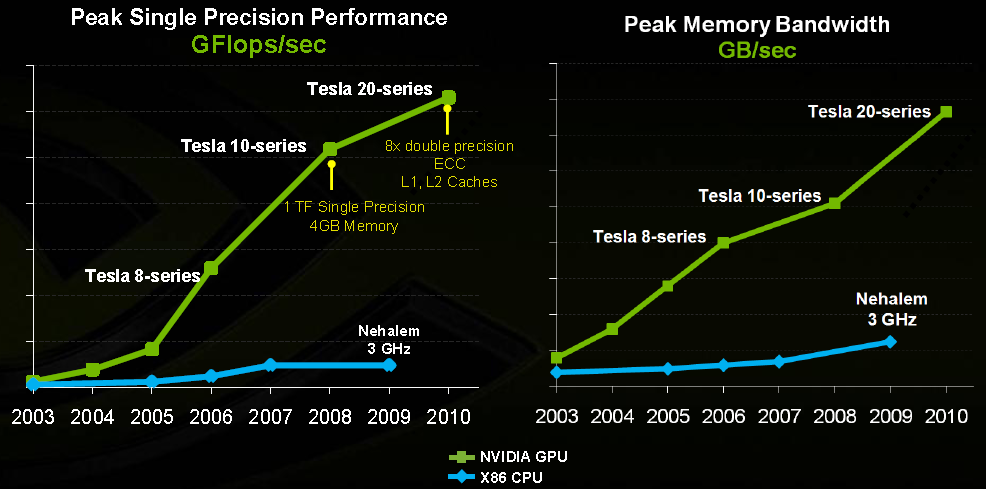 Peak Single Precision Performance
GFlops/sec
Tesla 20-series
Tesla 10-series
8x double precision
ECC
L1, L2 Caches
1 TF Single Precision
4GB Memory
Tesla 8-series
Nehalem
3 GHz
2003 2004 2005 2006 2007 2008 2009 2010
Peak Memory Bandwidth
GB/sec
Tesla 20-series
Tesla 10-series
Tesla 8-series
Nehalem
3 GHz
2003 2004 2005 2006 2007 2008 2009 2010
NVIDIA GPU
X86 CPU